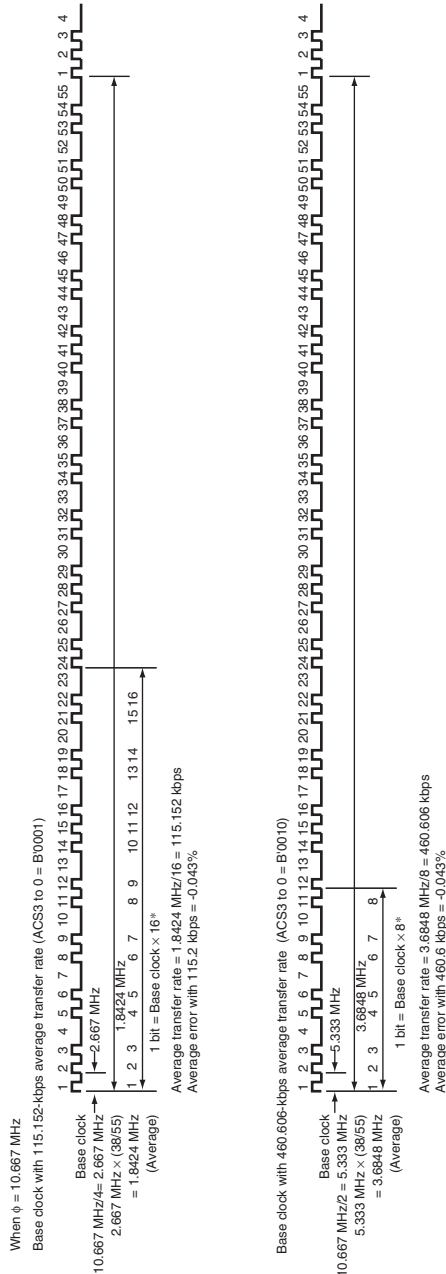 When ϕ = 10.667 MHz
Base clock with 115.152-kbps average transfer rate (ACS3 to 0 = B'0001)
1 2 3 4 5 6 7 8 9 10 11 12 13 14 15 16 17 18 19 20 21 22 23 24 25 26 27 28 29 30 31 32 33 34 35 36 37 38 39 40 41 42 43 44 45 46 47 48 49 50 51 52 53 54 55 1 2 3 4
Base clock
10.667 MHz/4= 2.667 MHz
2.667 MHz
2.667 MHz × (38/55)
= 1.8424 MHz
(Average)
1.8424 MHz
1 2 3 4 5 6 7 8 9 10 11 12 13 14 15 16
1 bit = Base clock × 16*
Average transfer rate = 1.8424 MHz/16 = 115.152 kbps
Average error with 115.2 kbps = -0.043%
Base clock with 460.606-kbps average transfer rate (ACS3 to 0 = B'0010)
1 2 3 4 5 6 7 8 9 10 11 12 13 14 15 16 17 18 19 20 21 22 23 24 25 26 27 28 29 30 31 32 33 34 35 36 37 38 39 40 41 42 43 44 45 46 47 48 49 50 51 52 53 54 55 1 2 3 4
Base clock
10.667 MHz/2 = 5.333 MHz
5.333 MHz
5.333 MHz × (38/55)
= 3.6848 MHz
(Average)
3.6848 MHz
1 2 3 4 5 6 7 8
1 bit = Base clock × 8*
Average transfer rate = 3.6848 MHz/8 = 460.606 kbps
Average error with 460.6 kbps = -0.043%